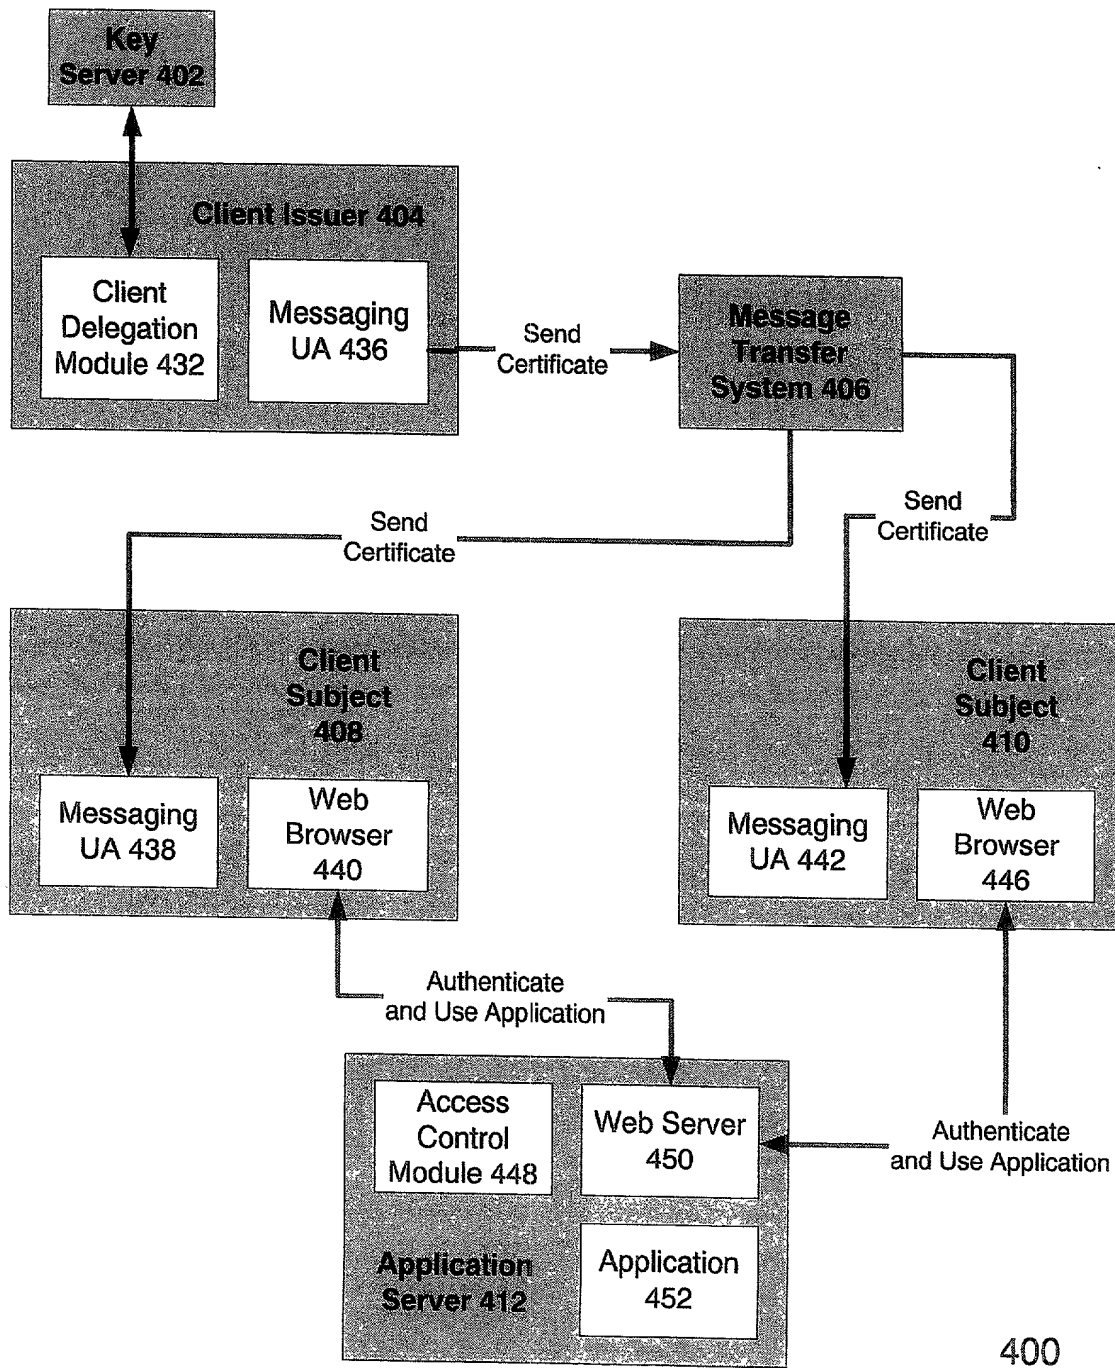 Key
Server 402
Client Issuer 404
Client
Delegation
Module 432
Messaging
UA 436
Send
Certificate
Message
Transfer
System 406
Send
Certificate
Send
Certificate
Client
Subject
408
Messaging
UA 438
Web
Browser
440
Client
Subject
410
Messaging
UA 442
Web
Browser
446
Authenticate
and Use Application
Access
Control
Module 448
Web Server
450
Authenticate
and Use Application
Application
Server 412
Application
452
400